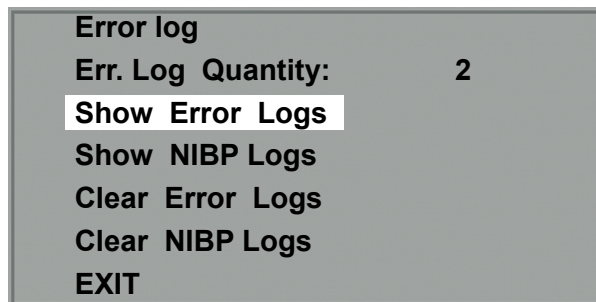 Error log
Err. Log Quantity: 2
Show Error Logs
Show NIBP Logs
Clear Error Logs
Clear NIBP Logs
EXIT